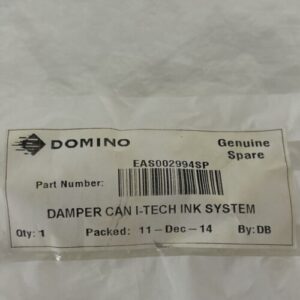 DOMINO
Genuine
Spare
EAS002994SP
Part Number:
DAMPER CAN I-TECH INK SYSTEM
Qty: 1 Packed: 11-Dec-14 By:DB